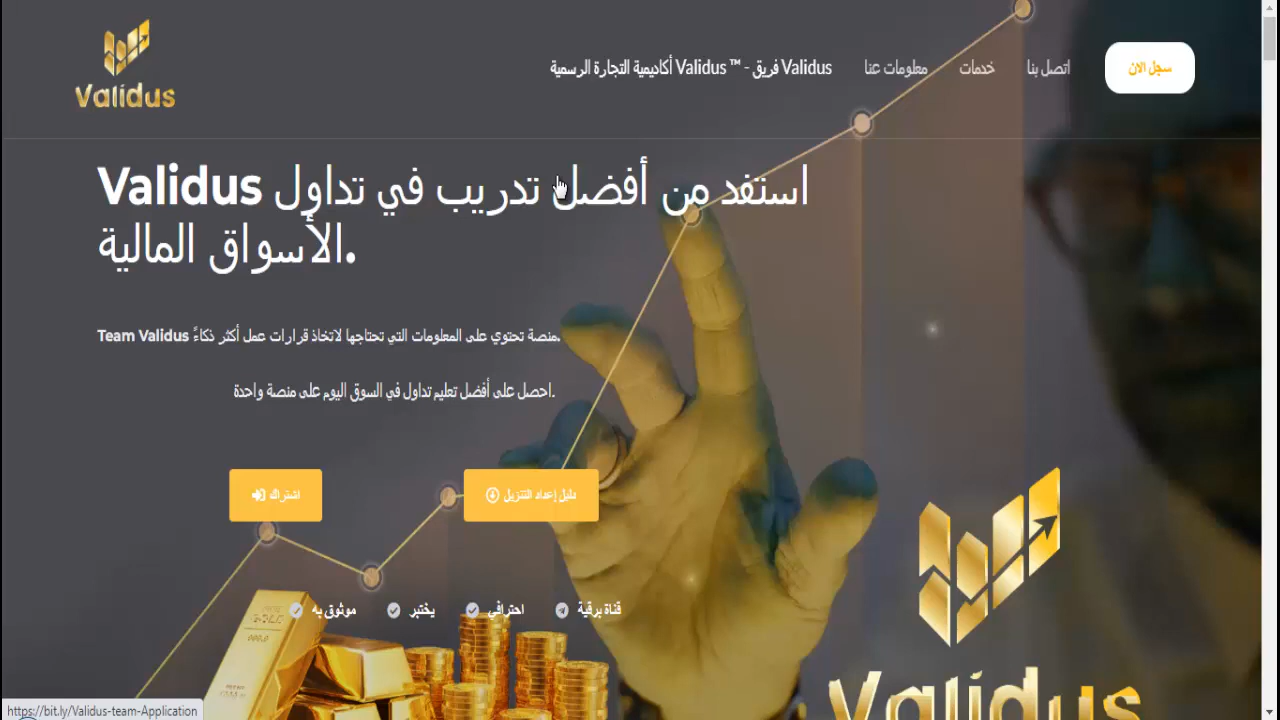 Validus
Validus فريق - Validus ™ أكاديمية التجارة الرسمية
معلومات عنا
خدمات
اتصل بنا
سجل الان
استفد من أفضل تدريب في تداول Validus
الأسواق المالية.
Team Validus منصة تحتوي على المعلومات التي تحتاجها لاتخاذ قرارات عمل أكثر ذكاءً.
احصل على أفضل تعليم تداول في السوق اليوم على منصة واحدة.
اشتراك
دليل إعداد التنزيل
موثوق به
يختبر
احترافي
قناة برقية
Validus
https://bit.ly/Validus-team-Application